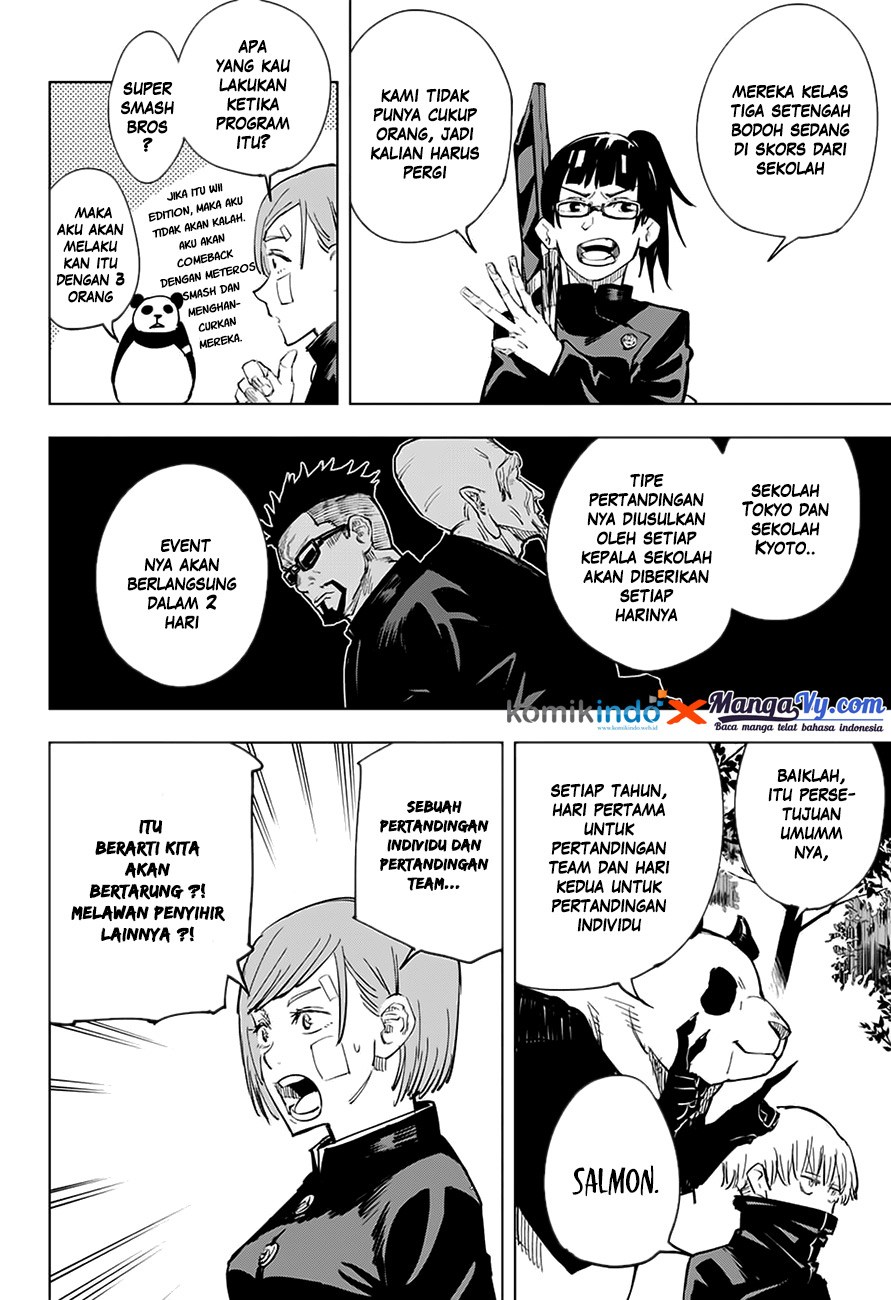 MEREKA KELAS
TIGA SETENGAH
BODOH SEDANG
DI SKORS DARI
SEKOLAH
KAMI TIDAK
PUNYA CUKUP
ORANG, JADI
KALIAN HARUS
PERGI
APA
YANG KAU
LAKUKAN
KETIKA
PROGRAM
ITU?
SUPER
SMASH
BROS
?
JIKA ITU WII
EDITION, MAKA AKU
TIDAK AKAN KALAH.
AKU AKAN
COMEBACK
DENGAN METEROS
SMASH DAN
MENGHAN-
CURKAN
MEREKA.
MAKA
AKU AKAN
MELAKU
KAN ITU
DENGAN 3
ORANG
SEKOLAH
TOKYO DAN
SEKOLAH
KYOTO..
TIPE
PERTANDINGAN
NYA DIUSULKAN
OLEH SETIAP
KEPALA SEKOLAH
AKAN DIBERIKAN
SETIAP
HARINYA
EVENT
NYA AKAN
BERLANGSUNG
DALAM 2
HARI
komikindo
www.komikindo.web.id
X
MangaVy.com
Baca manga telat bahasa indonesia
BAIKLAH,
ITU PERSE-
TUJUAN
UMUMM
NYA,
SETIAP TAHUN,
HARI PERTAMA
UNTUK
PERTANDINGAN
TEAM DAN HARI
KEDUA UNTUK
PERTANDINGAN
INDIVIDU
SALMON.
SEBUAH
PERTANDINGAN
INDIVIDU DAN
PERTANDINGAN
TEAM...
ITU
BERARTI KITA
AKAN
BERTARUNG ?!
MELAWAN PENYIHIR
LAINNYA ?!